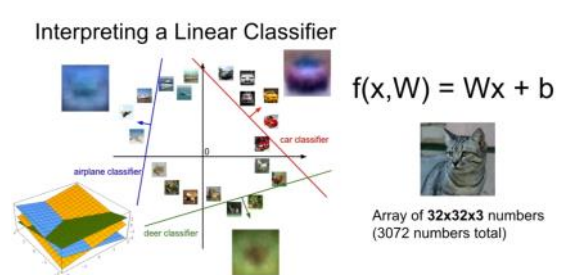 Interpreting a Linear Classifier
f(x,W) = Wx + b
car classifier
0
airplane classifier
deer classifier
Array of 32x32x3 numbers
(3072 numbers total)